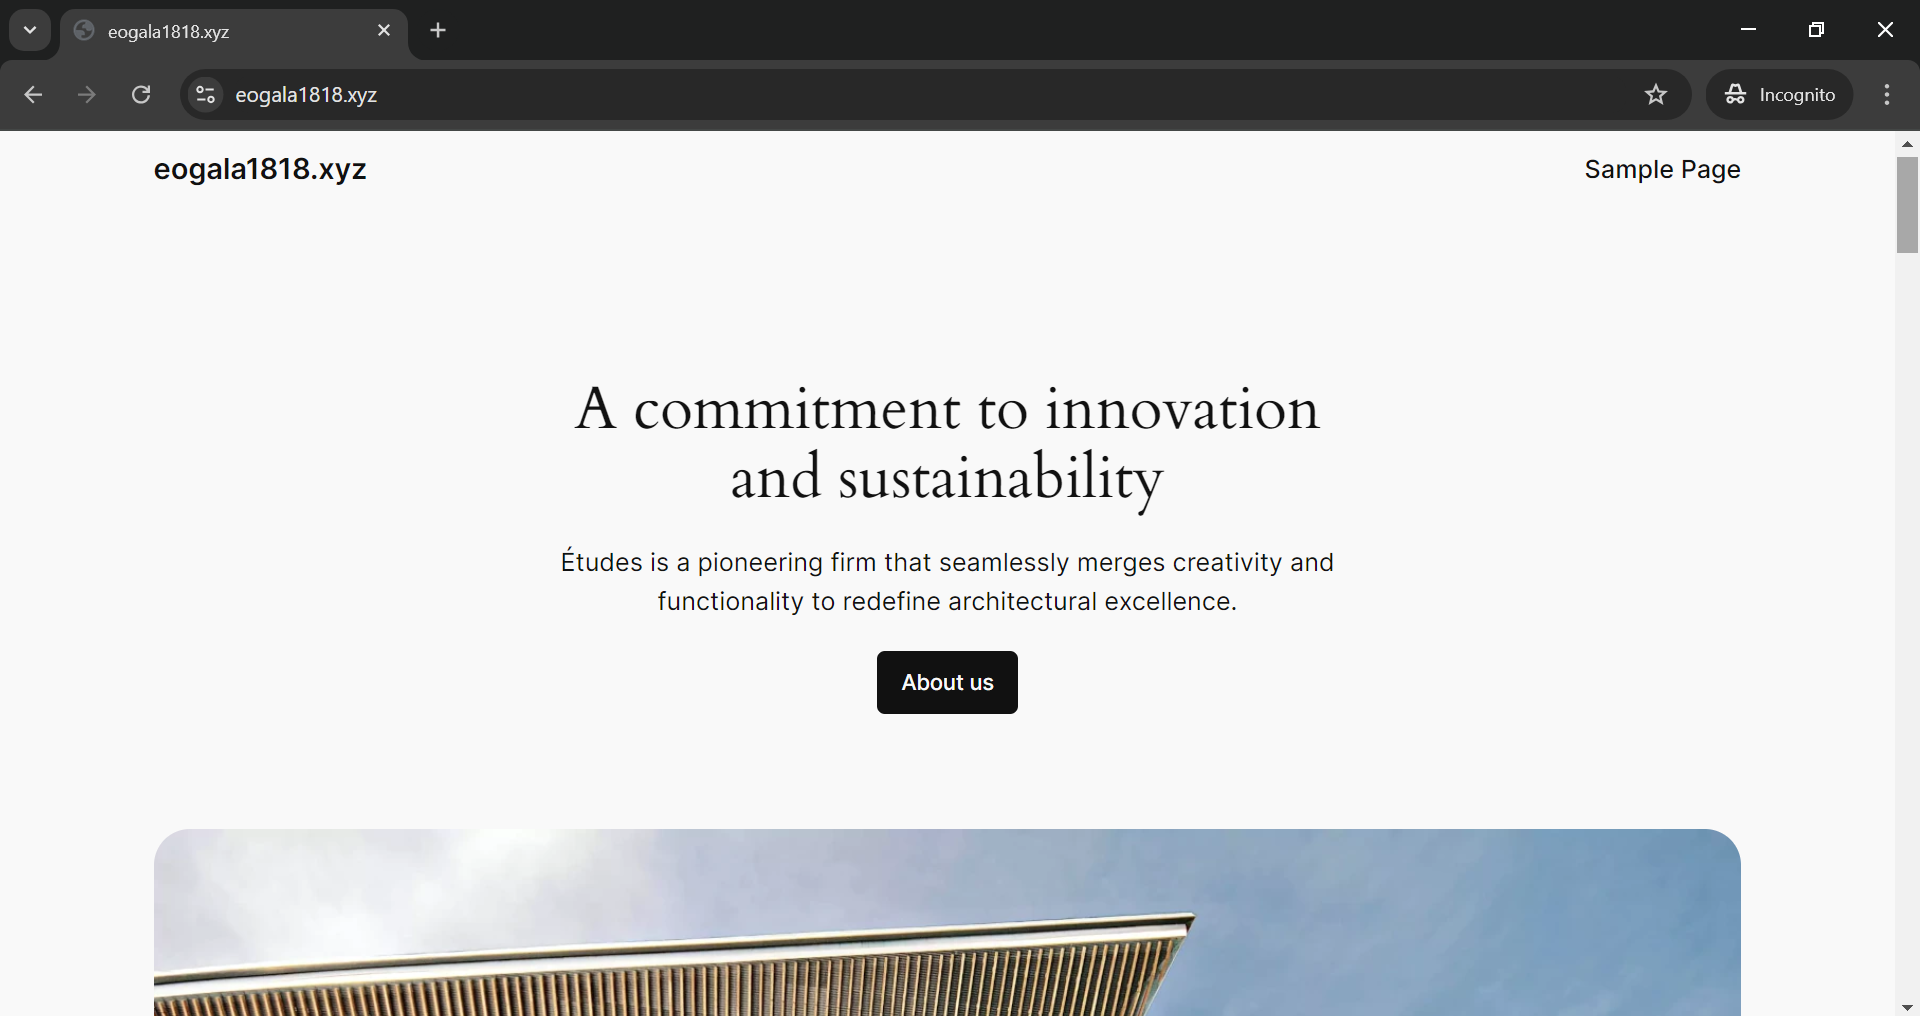 eogala1818.xyz
eogala1818.xyz
Incognito
eogala1818.xyz
Sample Page
A commitment to innovation
and sustainability
Études is a pioneering firm that seamlessly merges creativity and
functionality to redefine architectural excellence.
About us